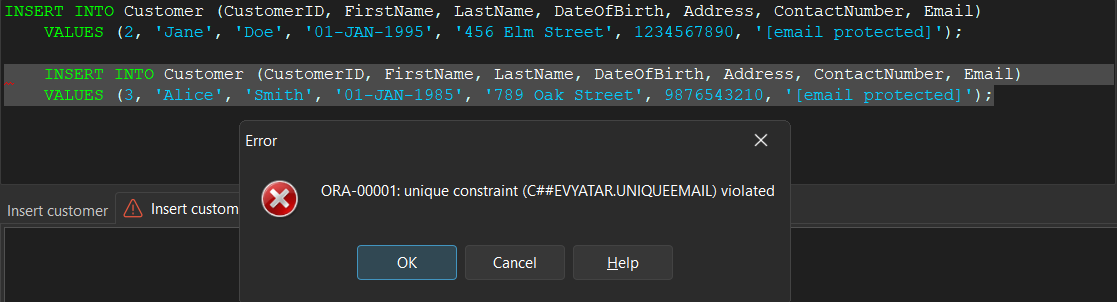 INSERT INTO Customer (CustomerID, FirstName, LastName, DateOfBirth, Address, ContactNumber, Email)
VALUES (2, 'Jane', 'Doe', '01-JAN-1995', '456 Elm Street', 1234567890, '[email protected]');
INSERT INTO Customer (CustomerID, FirstName, LastName, DateOfBirth, Address, ContactNumber, Email)
VALUES (3, 'Alice', 'Smith', '01-JAN-1985', '789 Oak Street', 9876543210, '[email protected]');
Error
ORA-00001: unique constraint (C##EVYATAR.UNIQUEEMAIL) violated
Insert customer
Insert custom
OK
Cancel
Help